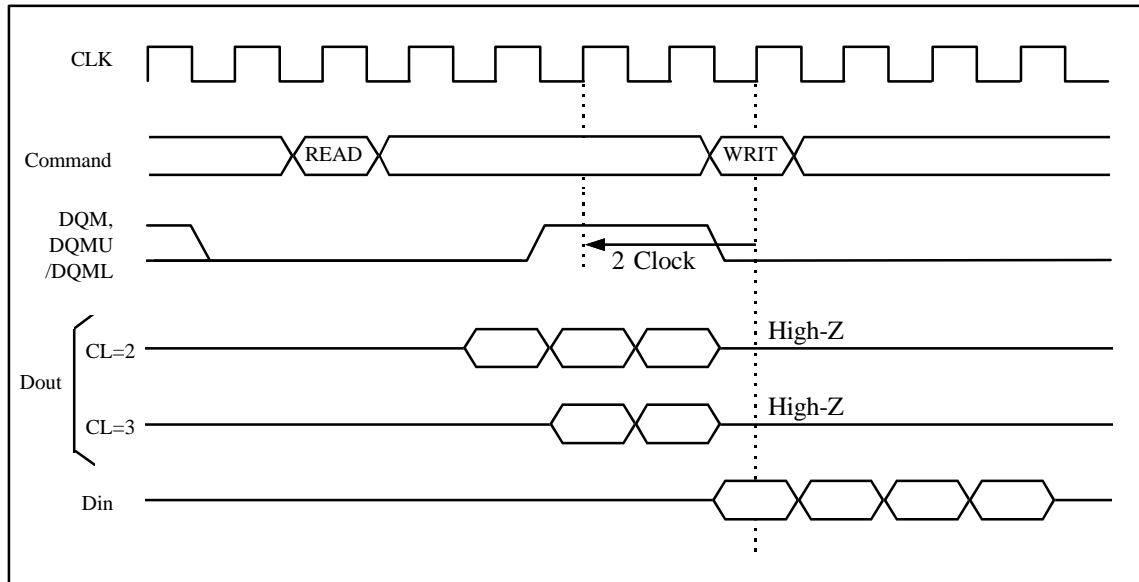 CLK
Command
READ
WRIT
DQM,
DQMU
/DQML
2 Clock
Dout
CL=2
High-Z
CL=3
High-Z
Din